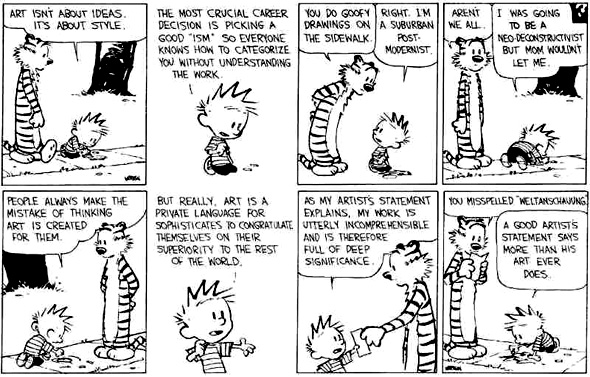 ART ISN'T ABOUT IDEAS.
IT'S ABOUT STYLE.
THE MOST CRUCIAL CAREER
DECISION IS PICKING A
GOOD "ISM" SO EVERYONE
KNOWS HOW TO CATEGORIZE
YOU WITHOUT UNDERSTANDING
THE WORK.
YOU DO GOOFY
DRAWINGS ON
THE SIDEWALK.
RIGHT. I'M
A SUBURBAN
POST-
MODERNIST.
AREN'T
WE ALL.
I WAS GOING
TO BE A
NEO-DECONSTRUCTIVIST
BUT MOM WOULDN'T
LET ME.
PEOPLE ALWAYS MAKE THE
MISTAKE OF THINKING
ART IS CREATED
FOR THEM.
BUT REALLY, ART IS A
PRIVATE LANGUAGE FOR
SOPHISTICATES TO CONGRATULATE
THEMSELVES ON THEIR
SUPERIORITY TO THE REST
OF THE WORLD.
AS MY ARTIST'S STATEMENT
EXPLAINS, MY WORK IS
UTTERLY INCOMPREHENSIBLE
AND IS THEREFORE
FULL OF DEEP
SIGNIFICANCE.
YOU MISSPELLED "WELTANSCHAUUNG."
A GOOD ARTIST'S
STATEMENT SAYS
MORE THAN HIS
ART EVER
DOES.